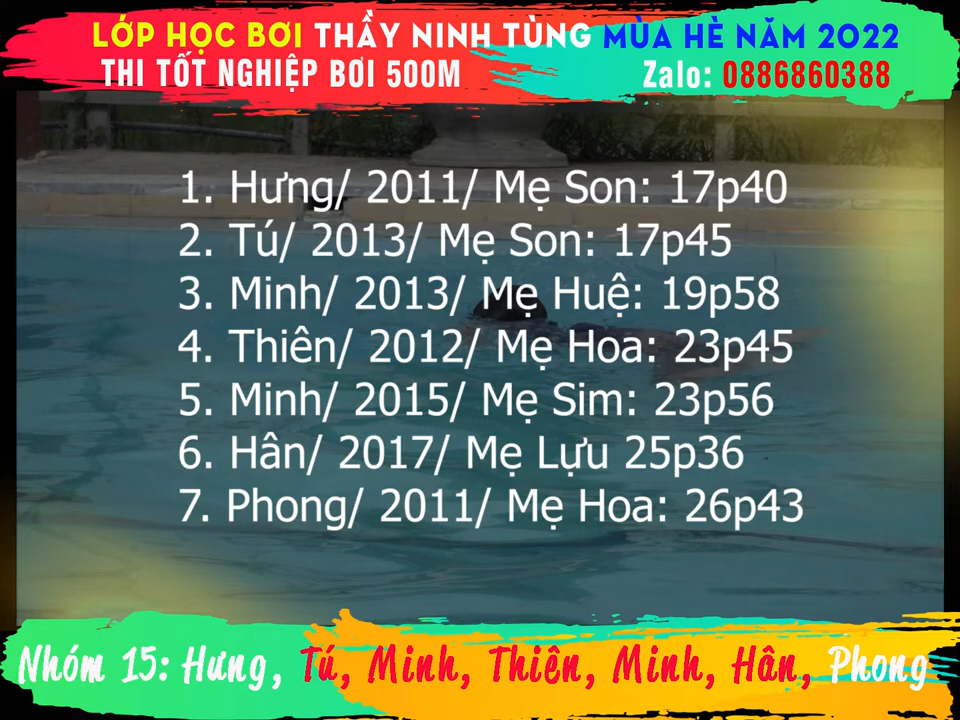 LỚP HỌC BƠI THẦY NINH TÙNG MÙA HÈ NĂM 2022
THI TỐT NGHIỆP BƠI 500M Zalo: 0886860388
1. Hưng/ 2011/ Mẹ Son: 17p40
2. Tú/ 2013/ Mẹ Son: 17p45
3. Minh/ 2013/ Mẹ Huệ: 19p58
4. Thiên/ 2012/ Mẹ Hoa: 23p45
5. Minh/ 2015/ Mẹ Sim: 23p56
6. Hân/ 2017/ Mẹ Lựu 25p36
7. Phong/ 2011/ Mẹ Hoa: 26p43
Nhóm 15: Hưng, Tú, Minh, Thiên, Minh, Hân, Phong